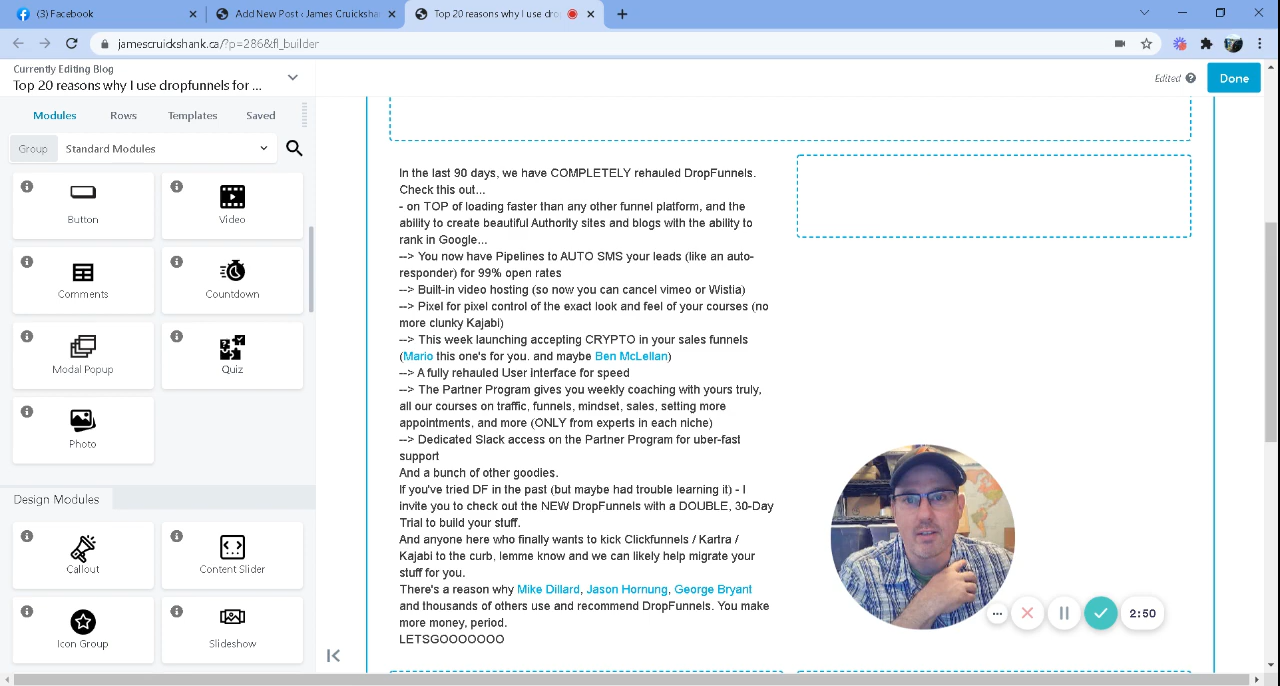 Facebook (3)
Add New Post ‹ James Cruicksha
Top 20 reasons why I use dro
jamescruikshank.ca/?p=286&fl_builder
Currently Editing Blog
Top 20 reasons why I use dropfunnels for ...
Edited
Done
Modules
Rows
Templates
Saved
Group
Standard Modules
Button
Video
Comments
Countdown
Modal Popup
Quiz
Photo
Design Modules
Callout
Content Slider
Icon Group
Slideshow
In the last 90 days, we have COMPLETELY rehauled DropFunnels.
Check this out...
- on TOP of loading faster than any other funnel platform, and the
ability to create beautiful Authority sites and blogs with the ability to
rank in Google...
--> You now have Pipelines to AUTO SMS your leads (like an auto-
responder) for 99% open rates
--> Built-in video hosting (so now you can cancel vimeo or Wistia)
--> Pixel for pixel control of the exact look and feel of your courses (no
more clunky Kajabi)
--> This week launching accepting CRYPTO in your sales funnels
(Mario this one's for you. and maybe Ben McLellan)
--> A fully rehauled User interface for speed
--> The Partner Program gives you weekly coaching with yours truly,
all our courses on traffic, funnels, mindset, sales, setting more
appointments, and more (ONLY from experts in each niche)
--> Dedicated Slack access on the Partner Program for uber-fast
support
And a bunch of other goodies.
If you've tried DF in the past (but maybe had trouble learning it) - I
invite you to check out the NEW DropFunnels with a DOUBLE, 30-Day
Trial to build your stuff.
And anyone here who finally wants to kick Clickfunnels / Kartra /
Kajabi to the curb, lemme know and we can likely help migrate your
stuff for you.
There's a reason why Mike Dillard, Jason Hornung, George Bryant
and thousands of others use and recommend DropFunnels. You make
more money, period.
LETSGOOOOOOO
2:50